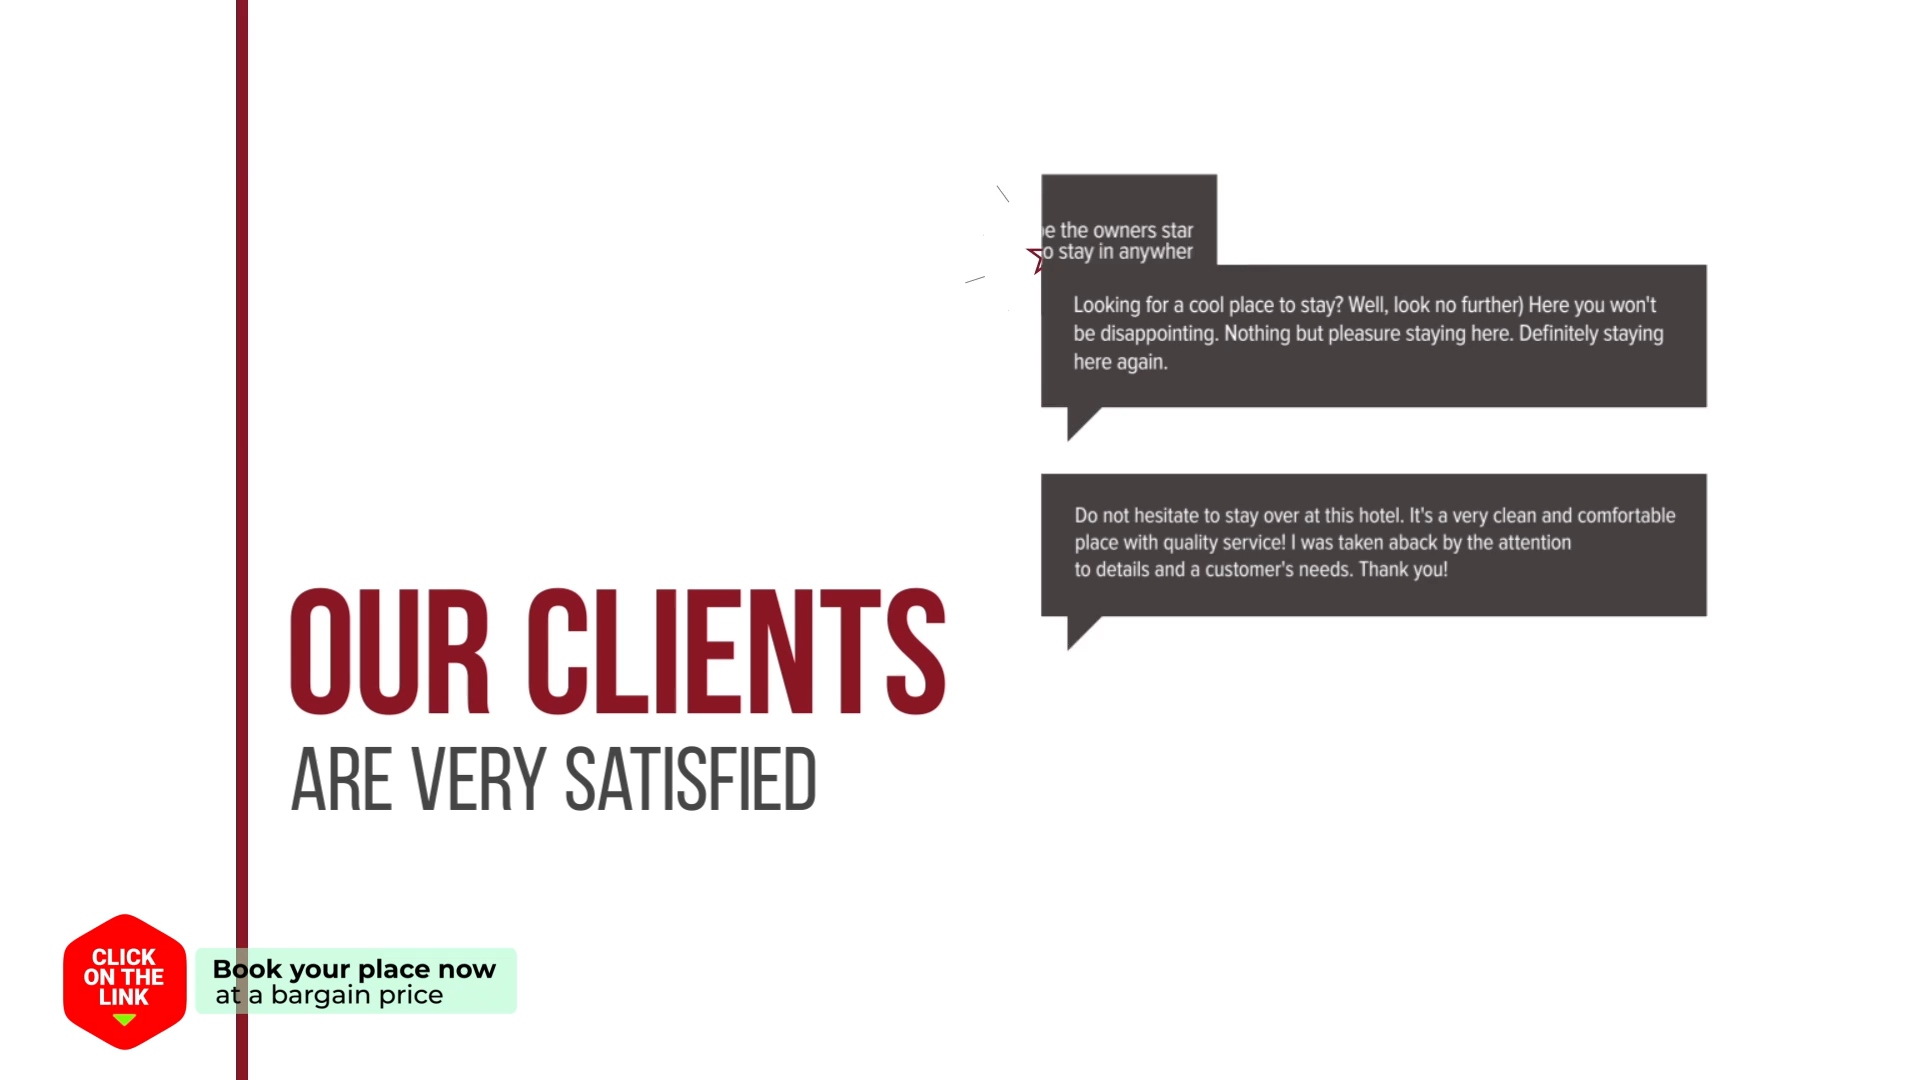 the owners star
stay in anywher
Looking for a cool place to stay? Well, look no further) Here you won't
be disappointing. Nothing but pleasure staying here. Definitely staying
here again.
Do not hesitate to stay over at this hotel. It's a very clean and comfortable
place with quality service! I was taken aback by the attention
to details and a customer's needs. Thank you!
OUR CLIENTS
ARE VERY SATISFIED
CLICK
ON THE
LINK
Book your place now
at a bargain price